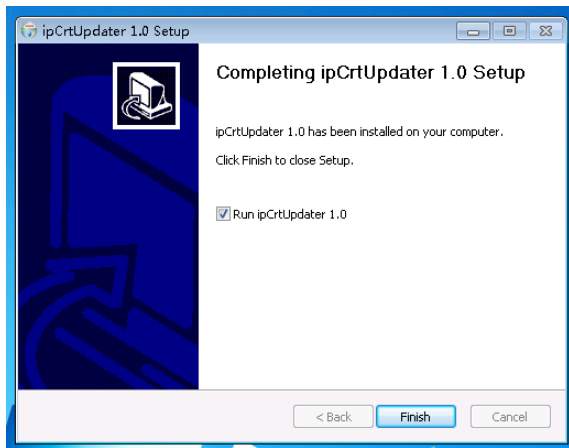 ipCrtUpdater 1.0 Setup
Completing ipCrtUpdater 1.0 Setup
ipCrtUpdater 1.0 has been installed on your computer.
Click Finish to close Setup.
Run ipCrtUpdater 1.0
< Back
Finish
Cancel